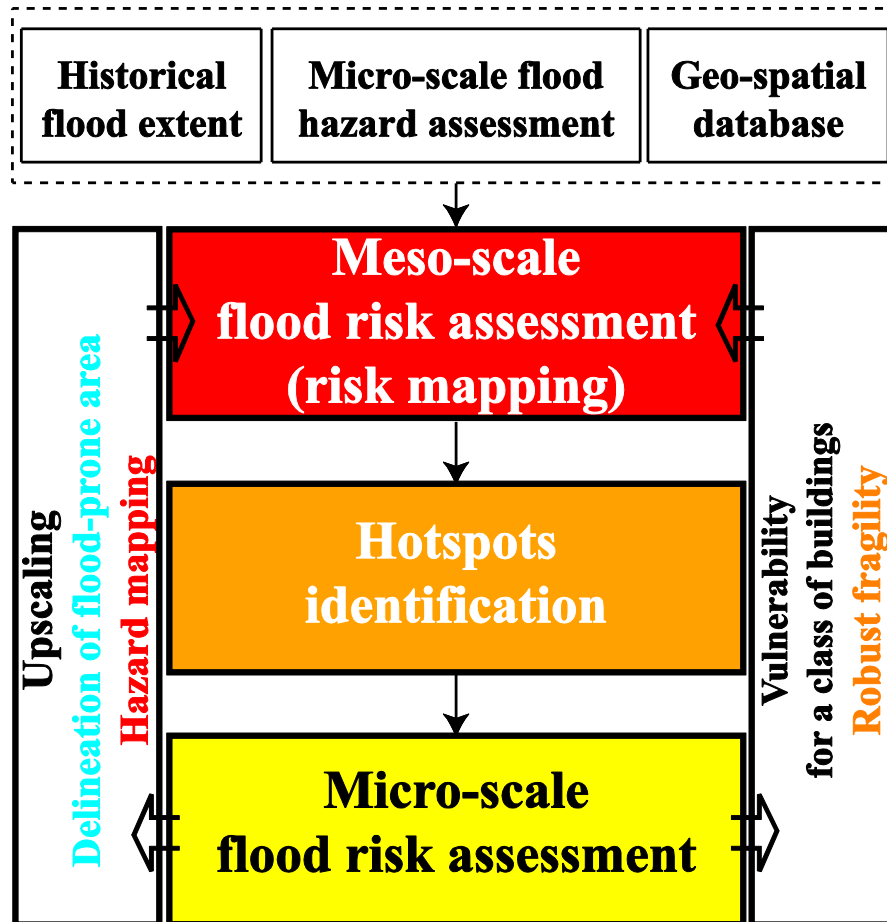 Historical
flood extent
Micro-scale flood
hazard assessment
Geo-spatial
database
Meso-scale
flood risk assessment
(risk mapping)
Hotspots
identification
Micro-scale
flood risk assessment
Upscaling
Delineation of flood-prone area
Hazard mapping
Vulnerability
for a class of buildings
Robust fragility